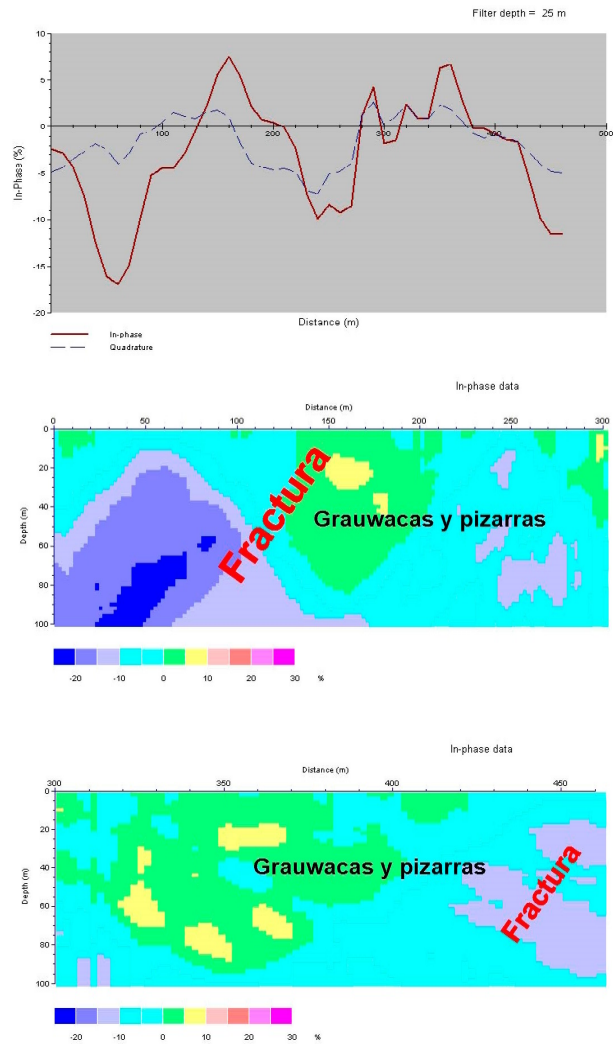 Filter depth = 25 m
10
5
0
-5
-10
-15
-20
100
200
300
400
500
600
In-Phase (%)
Distance (m)
In-phase
Quadrature
In-phase data
Distance (m)
0 50 100 150 200 250 300
0
20
40
60
80
100
Depth (m)
Fractura
Grauwacas y pizarras
-20 -10 0 10 20 30 %
In-phase data
Distance (m)
300 350 400 450
0
20
40
60
80
100
Depth (m)
Grauwacas y pizarras
Fractura
-20 -10 0 10 20 30 %